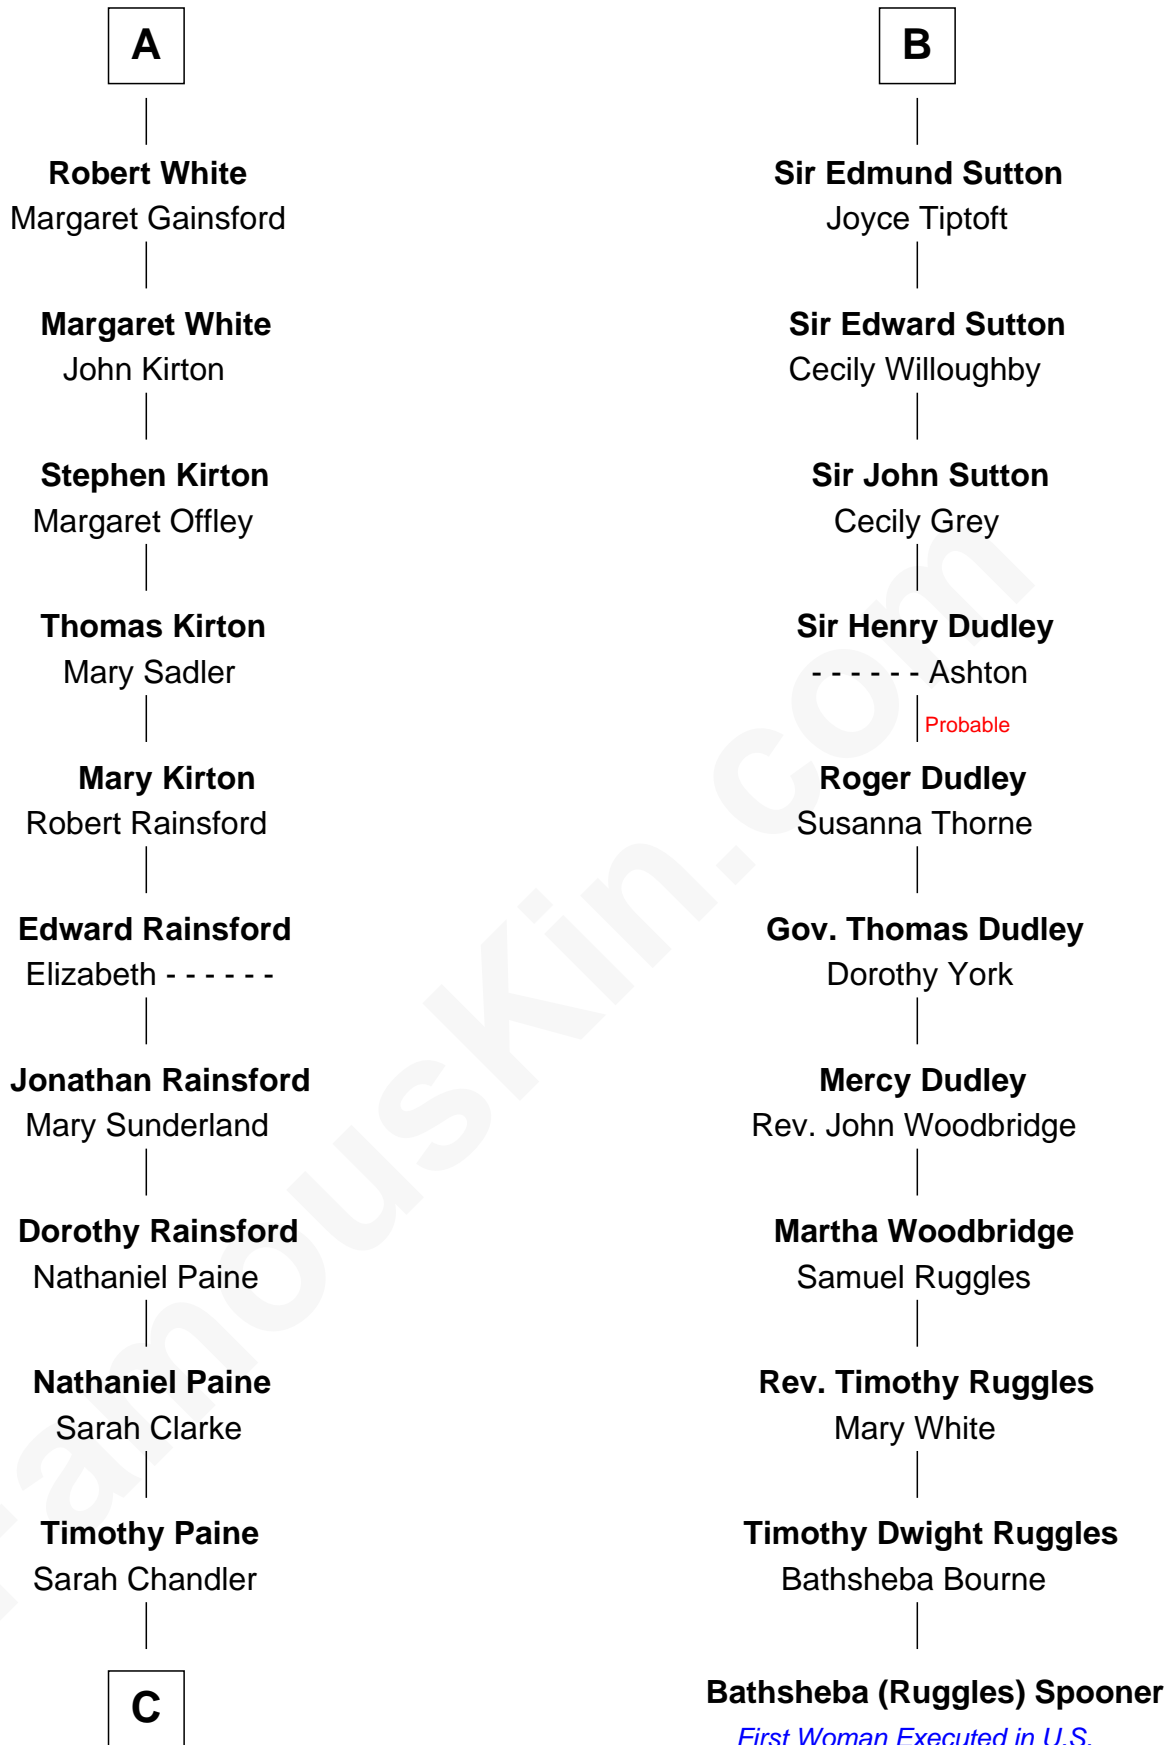 A
Robert White
Margaret Gainsford
Margaret White
John Kirton
Stephen Kirton
Margaret Offley
Thomas Kirton
Mary Sadler
Mary Kirton
Robert Rainsford
Edward Rainsford
Elizabeth - - - - - -
Jonathan Rainsford
Mary Sunderland
Dorothy Rainsford
Nathaniel Paine
Nathaniel Paine
Sarah Clarke
Timothy Paine
Sarah Chandler
C
B
Sir Edmund Sutton
Joyce Tiptoft
Sir Edward Sutton
Cecily Willoughby
Sir John Sutton
Cecily Grey
Sir Henry Dudley
- - - - - - Ashton
Probable
Roger Dudley
Susanna Thorne
Gov. Thomas Dudley
Dorothy York
Mercy Dudley
Rev. John Woodbridge
Martha Woodbridge
Samuel Ruggles
Rev. Timothy Ruggles
Mary White
Timothy Dwight Ruggles
Bathsheba Bourne
Bathsheba (Ruggles) Spooner
First Woman Executed in U.S.
FamousKin.com